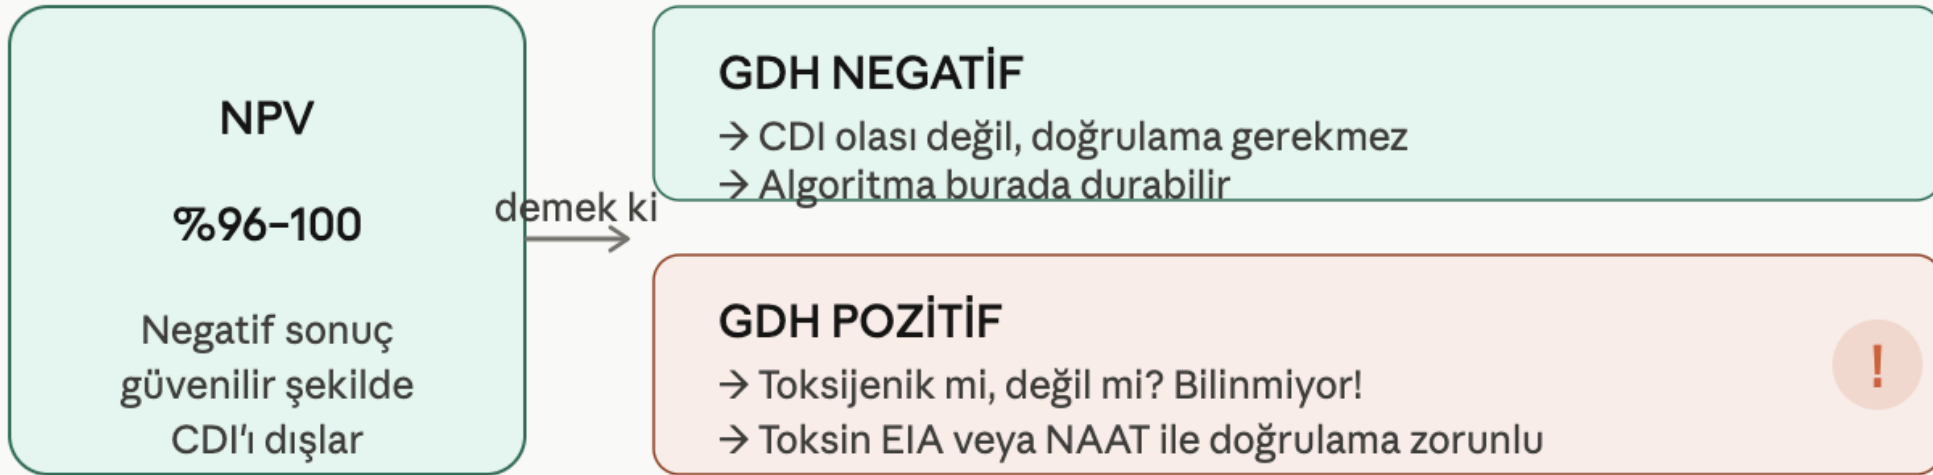 NPV
%96–100
Negatif sonuç
güvenilir şekilde
CDI'ı dışlar
demek ki
GDH NEGATİF
→ CDI olası değil, doğrulama gerekmez
→ Algoritma burada durabilir
GDH POZİTİF
→ Toksijenik mi, değil mi? Bilinmiyor!
→ Toksin EIA veya NAAT ile doğrulama zorunlu
!